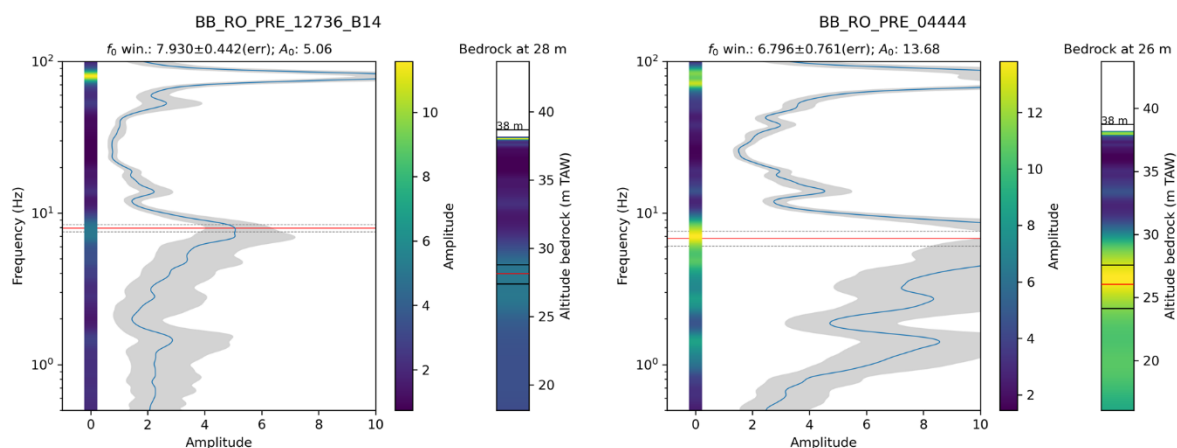 BB_RO_PRE_12736_B14
f₀ win.: 7.930±0.442(err); A₀: 5.06
Bedrock at 28 m
10²
10¹
10⁰
Frequency (Hz)
0
2
4
6
8
10
Amplitude
10
8
6
4
2
Amplitude
38 m
40
35
30
25
20
Altitude bedrock (m TAW)
BB_RO_PRE_04444
f₀ win.: 6.796±0.761(err); A₀: 13.68
Bedrock at 26 m
10²
10¹
10⁰
Frequency (Hz)
0
2
4
6
8
10
Amplitude
12
10
8
6
4
2
Amplitude
38 m
40
35
30
25
20
Altitude bedrock (m TAW)